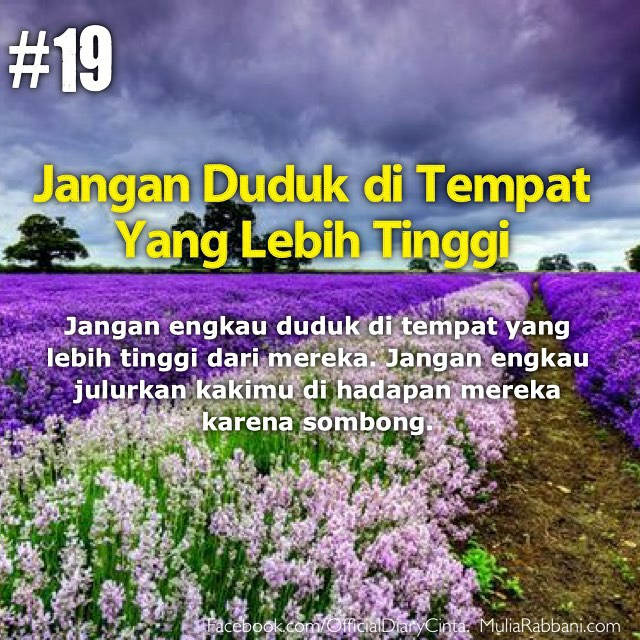 #19
Jangan Duduk di Tempat
Yang Lebih Tinggi
Jangan engkau duduk di tempat yang
lebih tinggi dari mereka. Jangan engkau
julurkan kakimu di hadapan mereka
karena sombong.
Facebook.com/OfficialDiaryCinta. MuliaRabbani.com